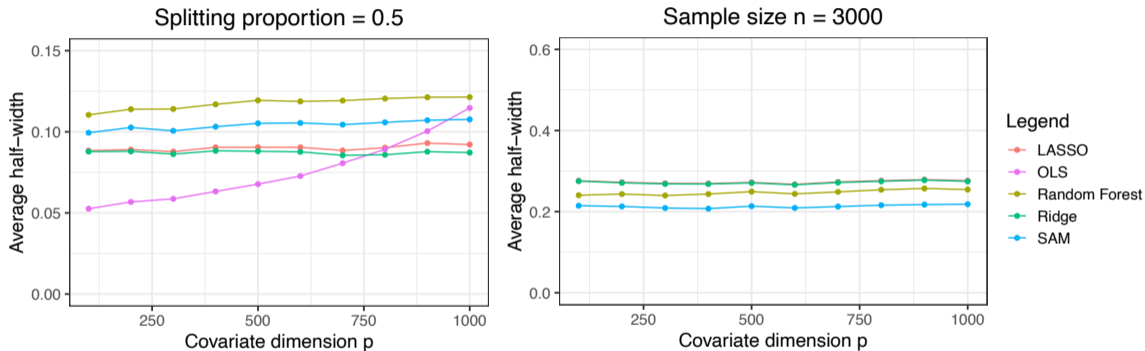 Splitting proportion = 0.5
Average half-width
0.15
0.10
0.05
0.00
250
500
750
1000
Covariate dimension p
Sample size n = 3000
Average half-width
0.6
0.4
0.2
0.0
250
500
750
1000
Covariate dimension p
Legend
LASSO
OLS
Random Forest
Ridge
SAM